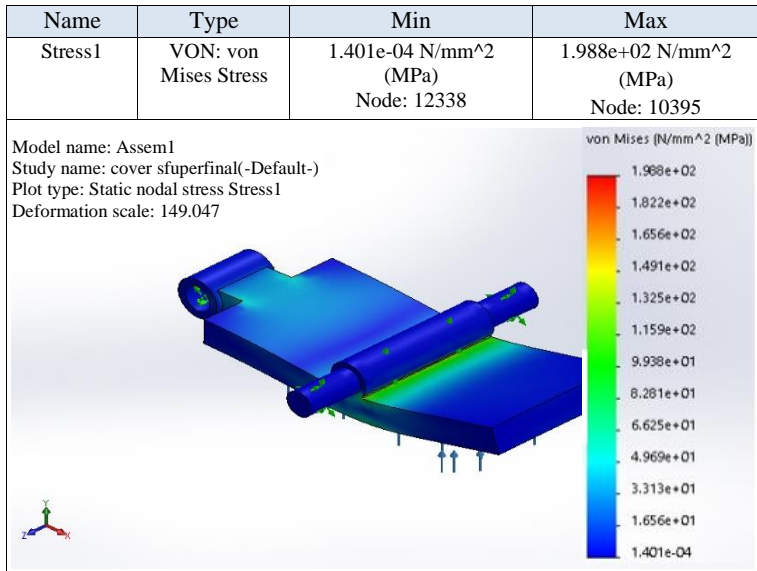 Name Type Min Max
Stress1 VON: von Mises Stress 1.401e-04 N/mm^2 (MPa) Node: 12338 1.988e+02 N/mm^2 (MPa) Node: 10395
Model name: Assem1
Study name: cover sfuperfinal(-Default-)
Plot type: Static nodal stress Stress1
Deformation scale: 149.047
von Mises (N/mm^2 (MPa))
1.988e+02
1.822e+02
1.656e+02
1.491e+02
1.325e+02
1.159e+02
9.938e+01
8.281e+01
6.625e+01
4.969e+01
3.313e+01
1.656e+01
1.401e-04
Y
Z
X